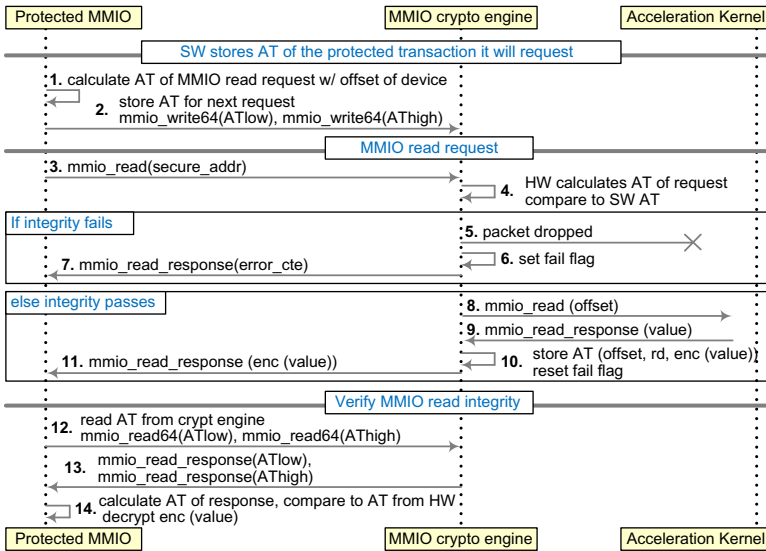 Protected MMIO
MMIO crypto engine
Acceleration Kernel
SW stores AT of the protected transaction it will request
1. calculate AT of MMIO read request w/ offset of device
2. store AT for next request
mmio_write64(ATlow), mmio_write64(AThigh)
MMIO read request
3. mmio_read(secure_addr)
4. HW calculates AT of request
compare to SW AT
If integrity fails
5. packet dropped
6. set fail flag
7. mmio_read_response(error_cte)
else integrity passes
8. mmio_read (offset)
9. mmio_read_response (value)
10. store AT (offset, rd, enc (value))
reset fail flag
11. mmio_read_response (enc (value))
Verify MMIO read integrity
12. read AT from crypt engine
mmio_read64(ATlow), mmio_read64(AThigh)
13. mmio_read_response(ATlow),
mmio_read_response(AThigh)
14. calculate AT of response, compare to AT from HW
decrypt enc (value)
Protected MMIO
MMIO crypto engine
Acceleration Kernel